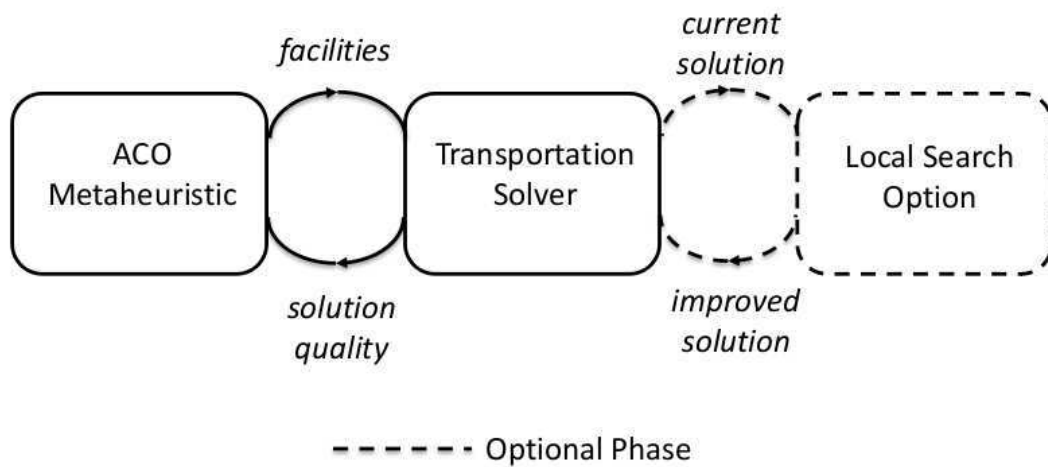 facilities
current
solution
ACO
Metaheuristic
Transportation
Solver
Local Search
Option
solution
quality
improved
solution
Optional Phase